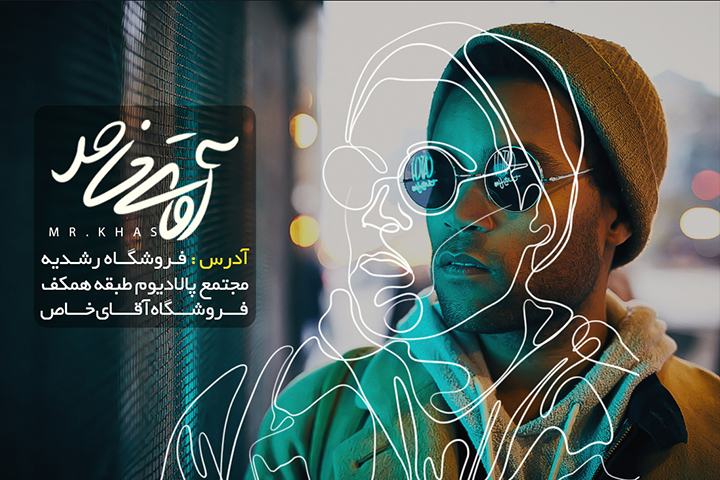 آقای خاص
MR.KHAS
آدرس : فروشگاه رشدیه
مجتمع پالادیوم طبقه همکف
فروشگاه آقای خاص